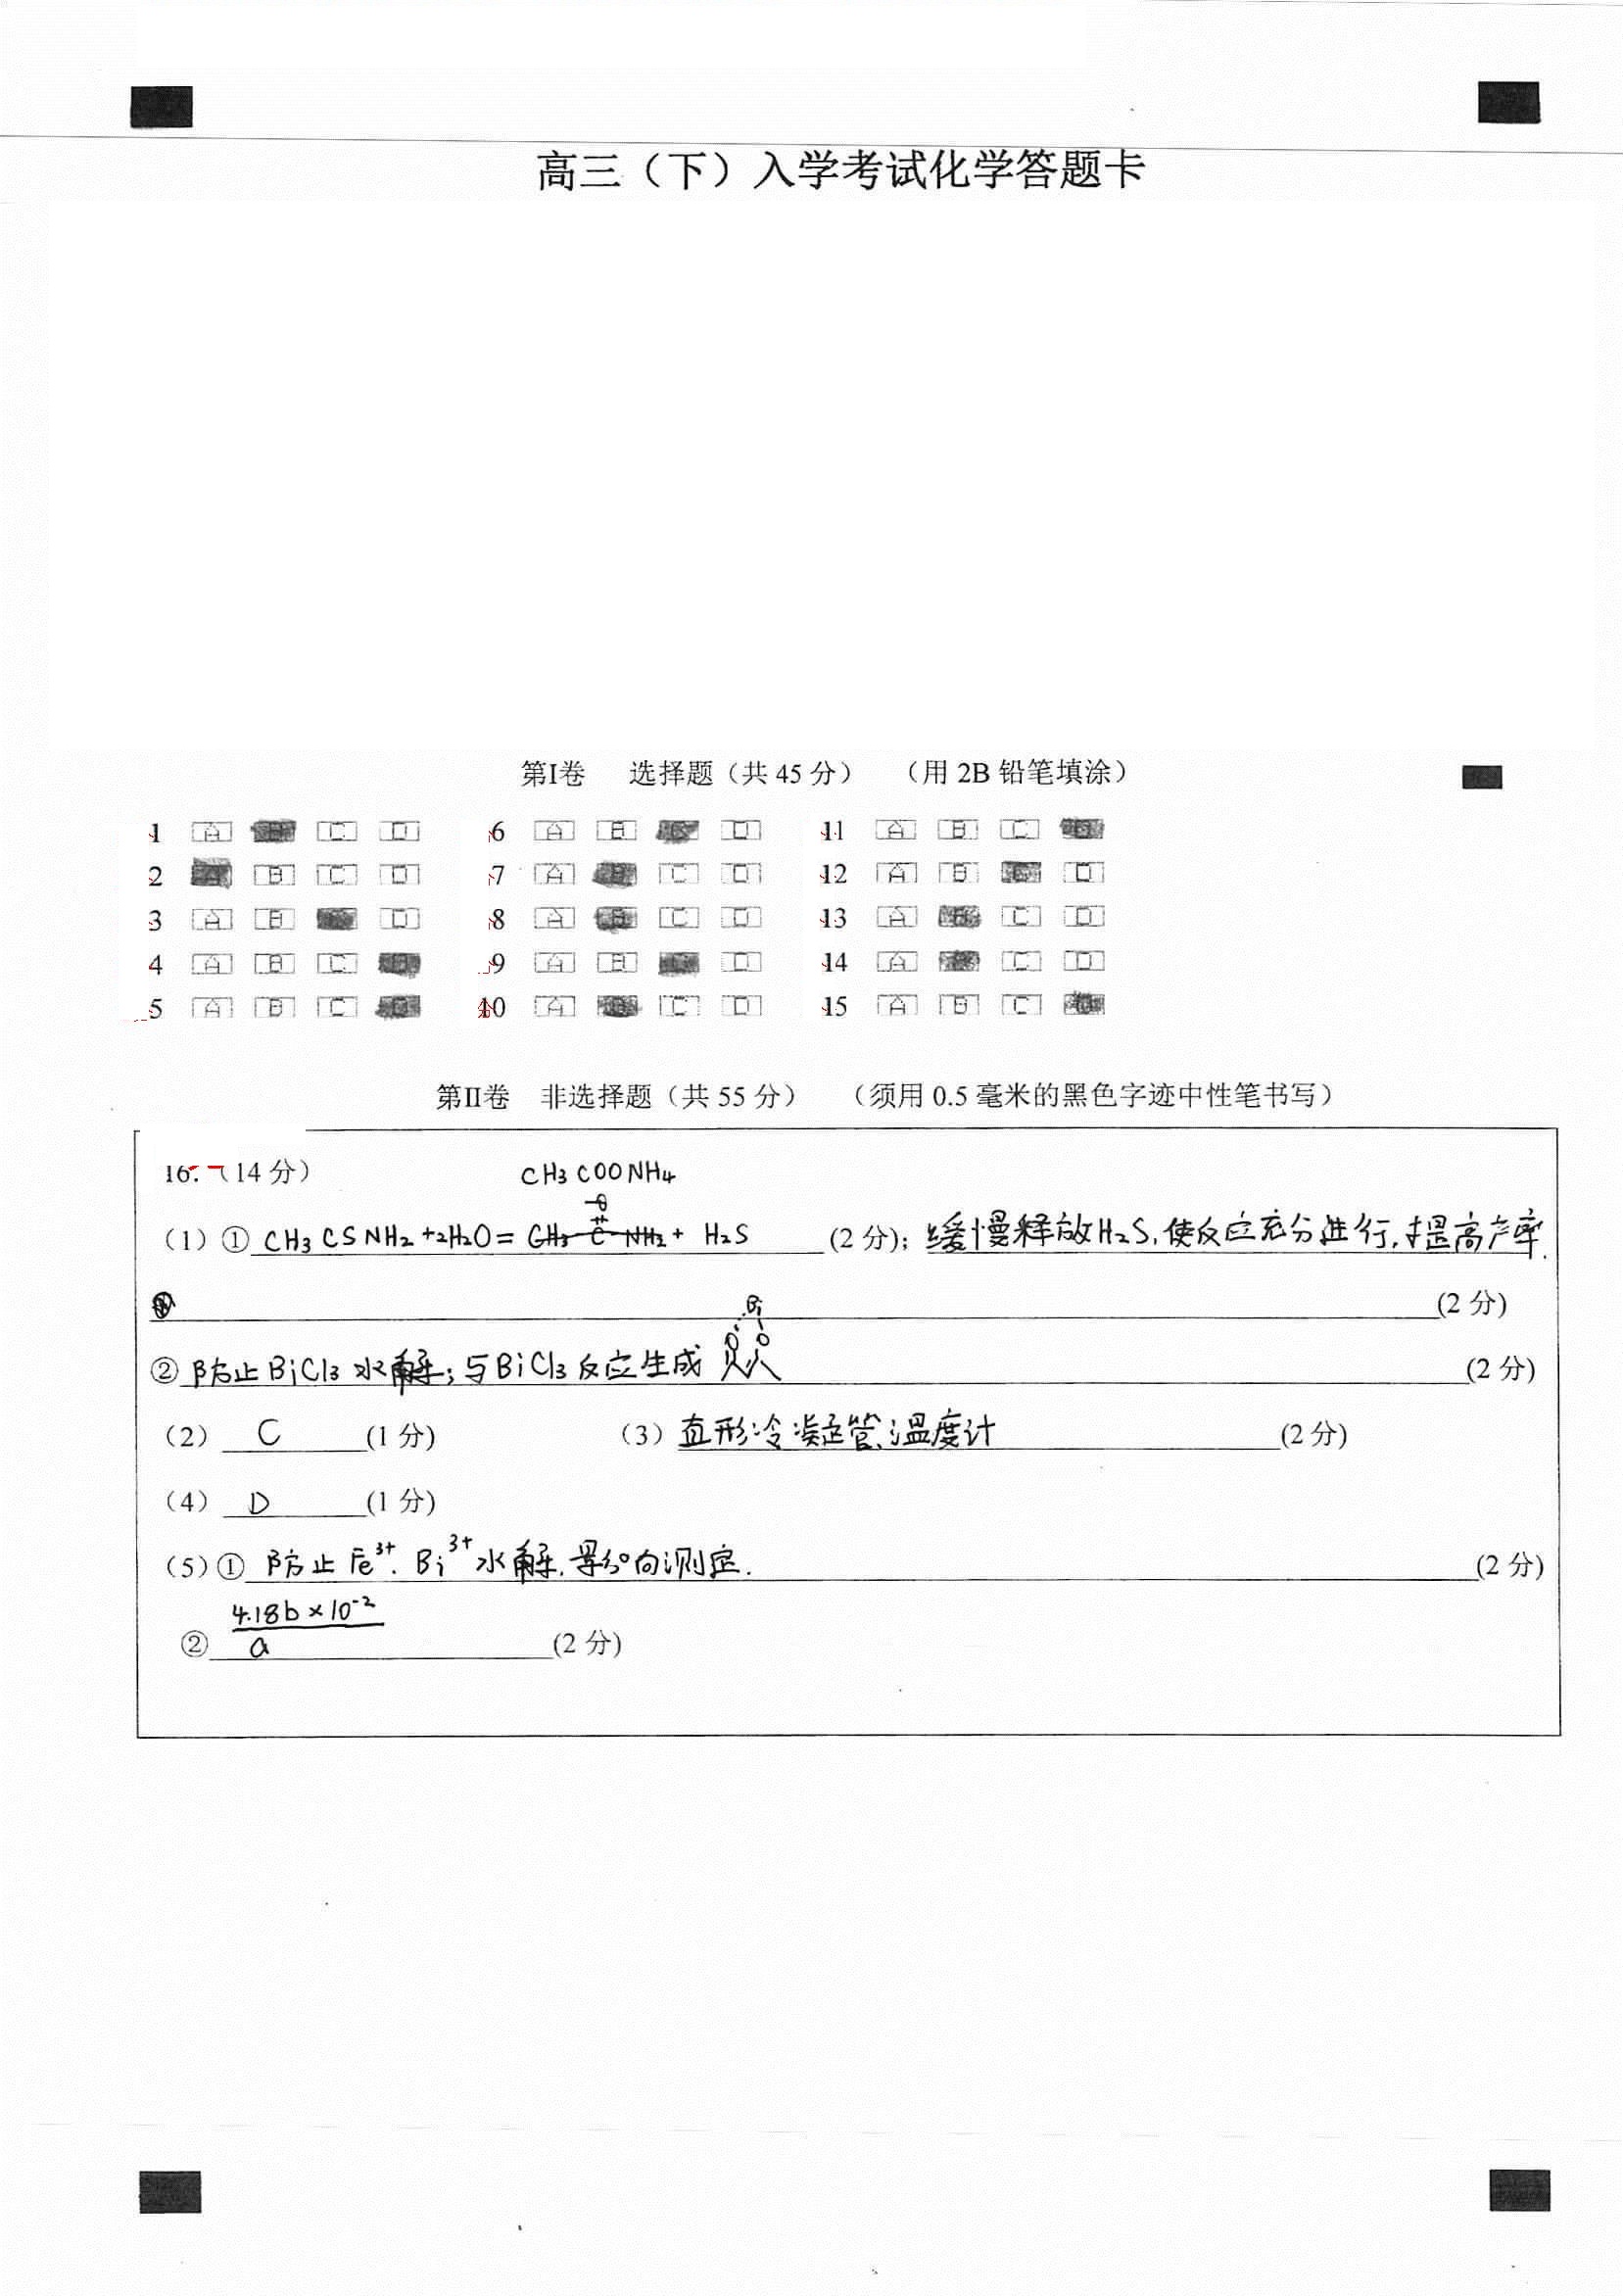 高三（下）入学考试化学答题卡
第Ⅰ卷 选择题（共 45 分） （用 2B 铅笔填涂）
1 A B C D 6 A B C D 11 A B C D
2 A B C D 7 A B C D 12 A B C D
3 A B C D 8 A B C D 13 A B C D
4 A B C D 9 A B C D 14 A B C D
5 A B C D 10 A B C D 15 A B C D
第Ⅱ卷 非选择题（共 55 分） （须用 0.5 毫米的黑色字迹中性笔书写）
16.（14 分）
CH₃COONH₄
（1）① CH₃CSNH₂+2H₂O= + H₂S (2 分)；缓慢释放H₂S,使反应充分进行,提高产率.
(2 分)
② 防止BiCl₃水解；与BiCl₃反应生成 Bi O O (2 分)
（2） C (1 分) （3）直形冷凝管、温度计 (2 分)
（4） D (1 分)
（5）① 防止Fe³⁺、Bi³⁺水解,影响测定. (2 分)
② 4.18b×10⁻²/a (2 分)